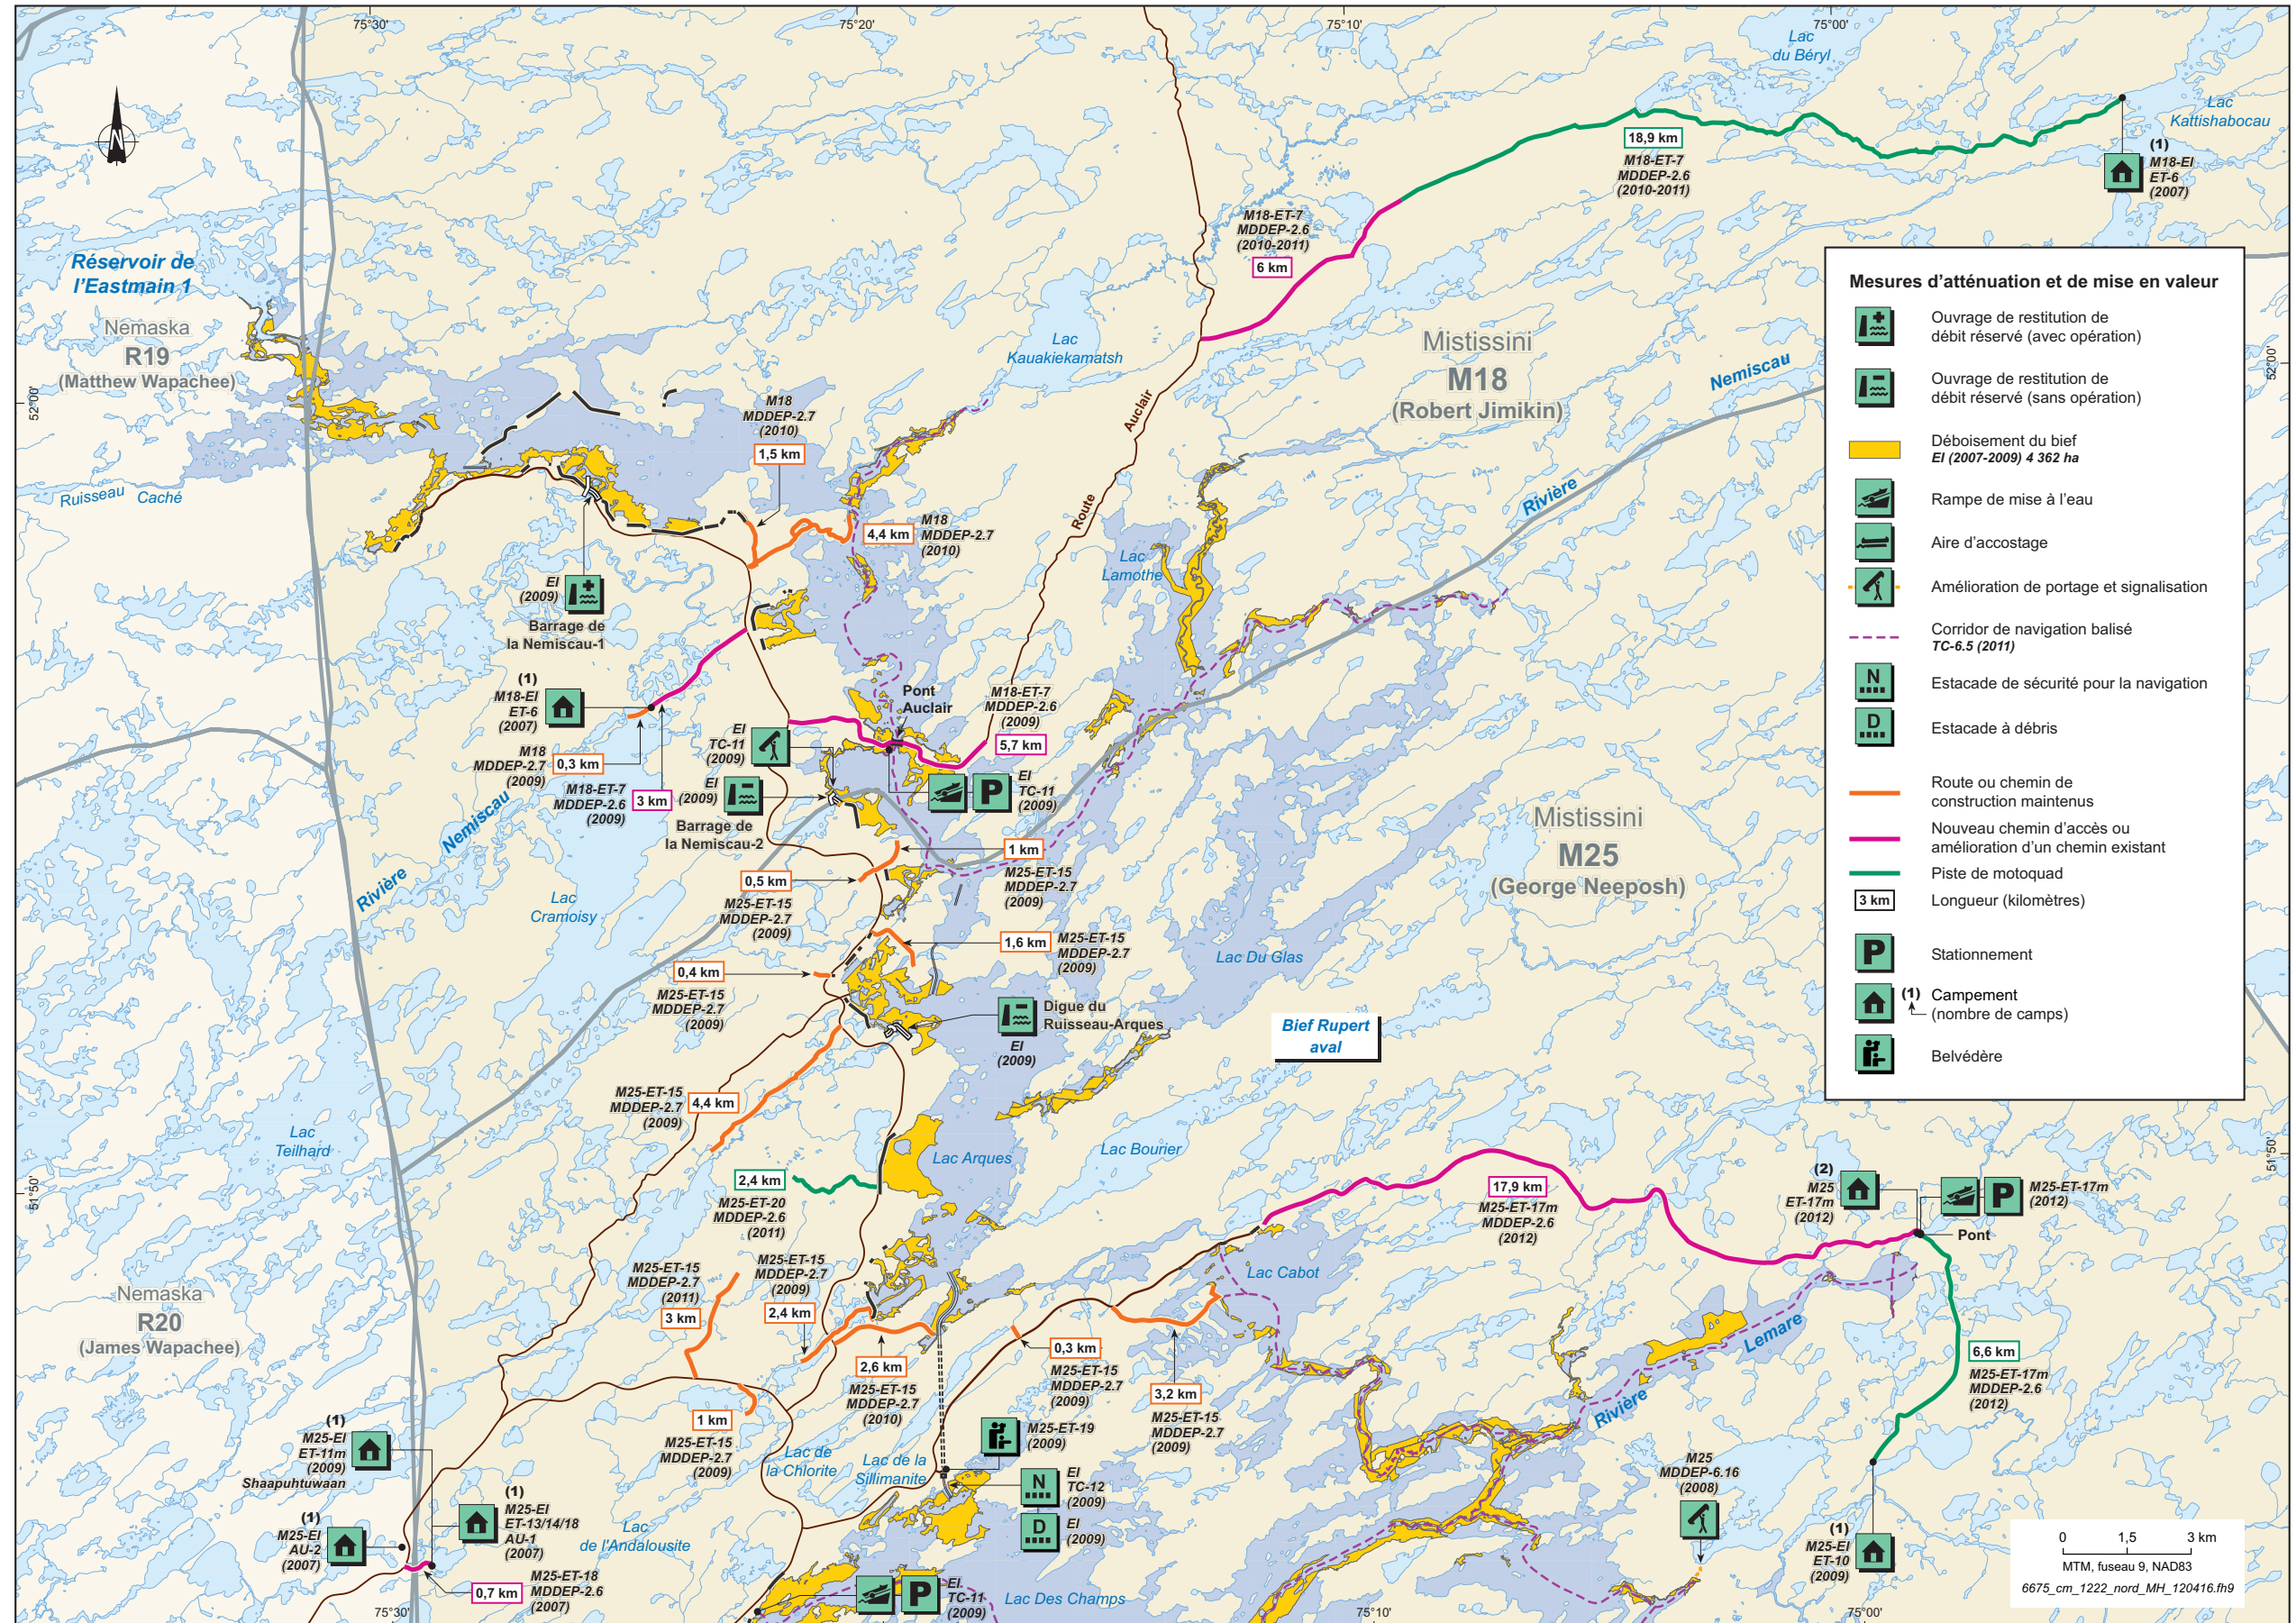 75°30'
75°20'
75°10'
75°00'
Lac
du Béryl
Lac
Kattishabocau
18,9 km
M18-ET-7
MDDEP-2.6
(2010-2011)
(1)
M18-EI
ET-6
(2007)
M18-ET-7
MDDEP-2.6
(2010-2011)
6 km
N
Réservoir de
l'Eastmain 1
Nemaska
R19
(Matthew Wapachee)
52°00'
Lac
Kauakiekamatsh
Mistissini
M18
(Robert Jimikin)
Nemiscau
Rivière
52°00'
Route
Auclair
M18
MDDEP-2.7
(2010)
1,5 km
Ruisseau Caché
4,4 km
M18
MDDEP-2.7
(2010)
Lac
Lamothe
EI
(2009)
Barrage de
la Nemiscau-1
(1)
M18-EI
ET-6
(2007)
M18
MDDEP-2.7
(2009)
0,3 km
M18-ET-7
MDDEP-2.6
(2009)
3 km
Pont
Auclair
M18-ET-7
MDDEP-2.6
(2009)
5,7 km
EI
TC-11
(2009)
EI
(2009)
Barrage de
la Nemiscau-2
P
EI
TC-11
(2009)
Rivière
Nemiscau
Lac
Cramoisy
1 km
M25-ET-15
MDDEP-2.7
(2009)
0,5 km
M25-ET-15
MDDEP-2.7
(2009)
Mistissini
M25
(George Neeposh)
1,6 km
M25-ET-15
MDDEP-2.7
(2009)
0,4 km
M25-ET-15
MDDEP-2.7
(2009)
Lac Du Glas
Digue du
Ruisseau-Arques
EI
(2009)
Bief Rupert
aval
M25-ET-15
MDDEP-2.7
(2009)
4,4 km
Lac
Teilhard
Lac Arques
Lac Bourier
51°50'
51°50'
2,4 km
M25-ET-20
MDDEP-2.6
(2011)
17,9 km
M25-ET-17m
MDDEP-2.6
(2012)
(2)
M25
ET-17m
(2012)
P
M25-ET-17m
(2012)
Pont
Nemaska
R20
(James Wapachee)
M25-ET-15
MDDEP-2.7
(2011)
3 km
M25-ET-15
MDDEP-2.7
(2009)
2,4 km
Lac Cabot
2,6 km
M25-ET-15
MDDEP-2.7
(2010)
0,3 km
M25-ET-15
MDDEP-2.7
(2009)
3,2 km
M25-ET-15
MDDEP-2.7
(2009)
Rivière
Lemare
6,6 km
M25-ET-17m
MDDEP-2.6
(2012)
1 km
M25-ET-15
MDDEP-2.7
(2009)
Lac de
la Chlorite
Lac de la
Sillimanite
M25-ET-19
(2009)
N
EI
TC-12
(2009)
D
EI
(2009)
M25
MDDEP-6.16
(2008)
(1)
M25-EI
ET-10
(2009)
(1)
M25-EI
ET-11m
(2009)
Shaapuhtuwaan
(1)
M25-EI
AU-2
(2007)
(1)
M25-EI
ET-13/14/18
AU-1
(2007)
0,7 km
M25-ET-18
MDDEP-2.6
(2007)
Lac
de l'Andalousite
P
EI
TC-11
(2009)
Lac Des Champs
75°30'
75°10'
75°00'
Mesures d'atténuation et de mise en valeur
Ouvrage de restitution de
débit réservé (avec opération)
Ouvrage de restitution de
débit réservé (sans opération)
Déboisement du bief
EI (2007-2009) 4 362 ha
Rampe de mise à l'eau
Aire d'accostage
Amélioration de portage et signalisation
Corridor de navigation balisé
TC-6.5 (2011)
N
Estacade de sécurité pour la navigation
D
Estacade à débris
Route ou chemin de
construction maintenus
Nouveau chemin d'accès ou
amélioration d'un chemin existant
Piste de motoquad
3 km
Longueur (kilomètres)
P
Stationnement
(1)
Campement
(nombre de camps)
Belvédère
0 1,5 3 km
MTM, fuseau 9, NAD83
6675_cm_1222_nord_MH_120416.fh9